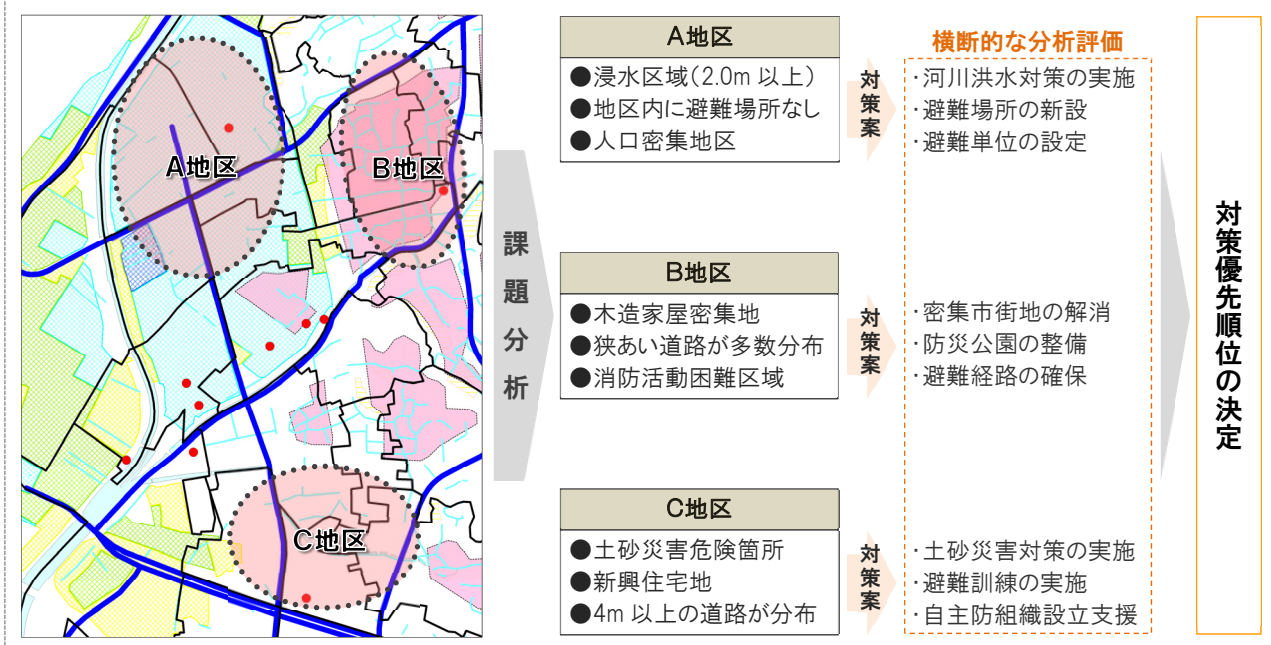 A地区
B地区
C地区
課題分析
A地区
●浸水区域(2.0m 以上)
●地区内に避難場所なし
●人口密集地区
対策案
B地区
●木造家屋密集地
●狭あい道路が多数分布
●消防活動困難区域
対策案
C地区
●土砂災害危険箇所
●新興住宅地
●4m 以上の道路が分布
対策案
横断的な分析評価
・河川洪水対策の実施
・避難場所の新設
・避難単位の設定
・密集市街地の解消
・防災公園の整備
・避難経路の確保
・土砂災害対策の実施
・避難訓練の実施
・自主防組織設立支援
対策優先順位の決定